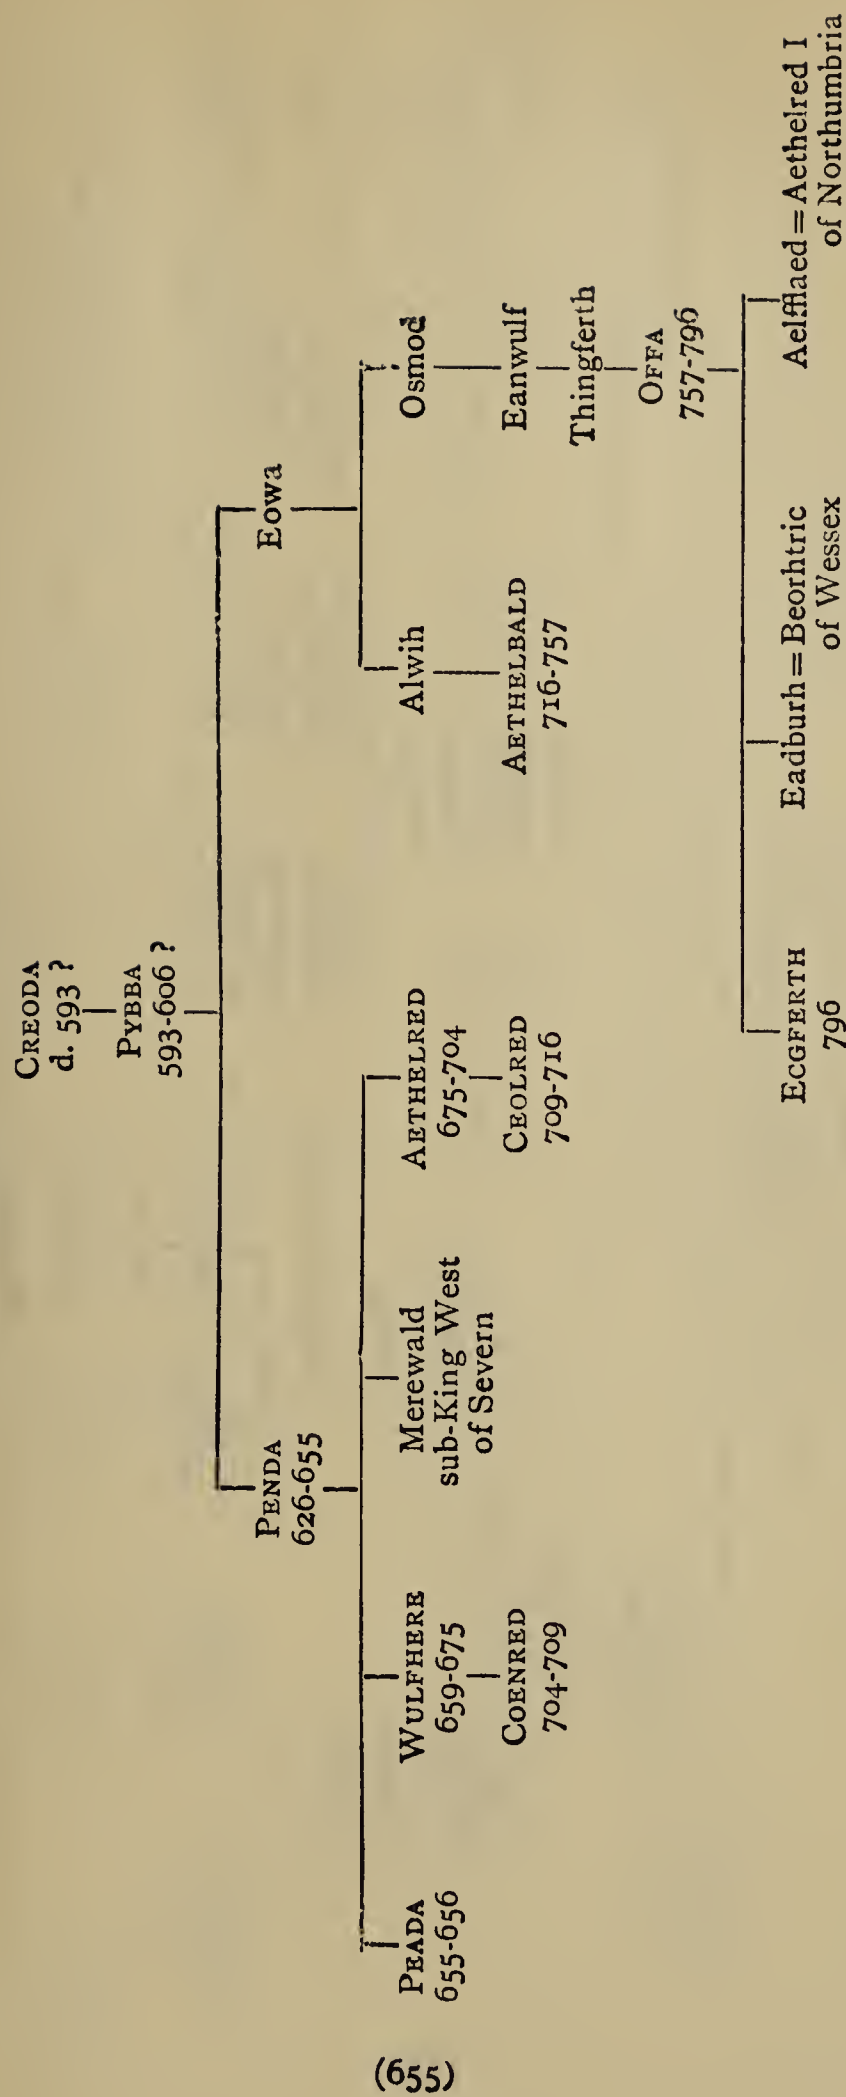 CREODA
d. 593 ?
PYBBA
593-606 ?
PENDA
626-655
Eowa
PEADA
655-656
WULFHERE
659-675
Merewald
sub-King West
of Severn
AETHELRED
675-704
Alwih
Osmod
COENRED
704-709
CEOLRED
709-716
AETHELBALD
716-757
Eanwulf
Thingferth
OFFA
757-796
ECGFERTH
796
Eadburh = Beorhtric
of Wessex
Aelfflaed = Aethelred I
of Northumbria
(655)